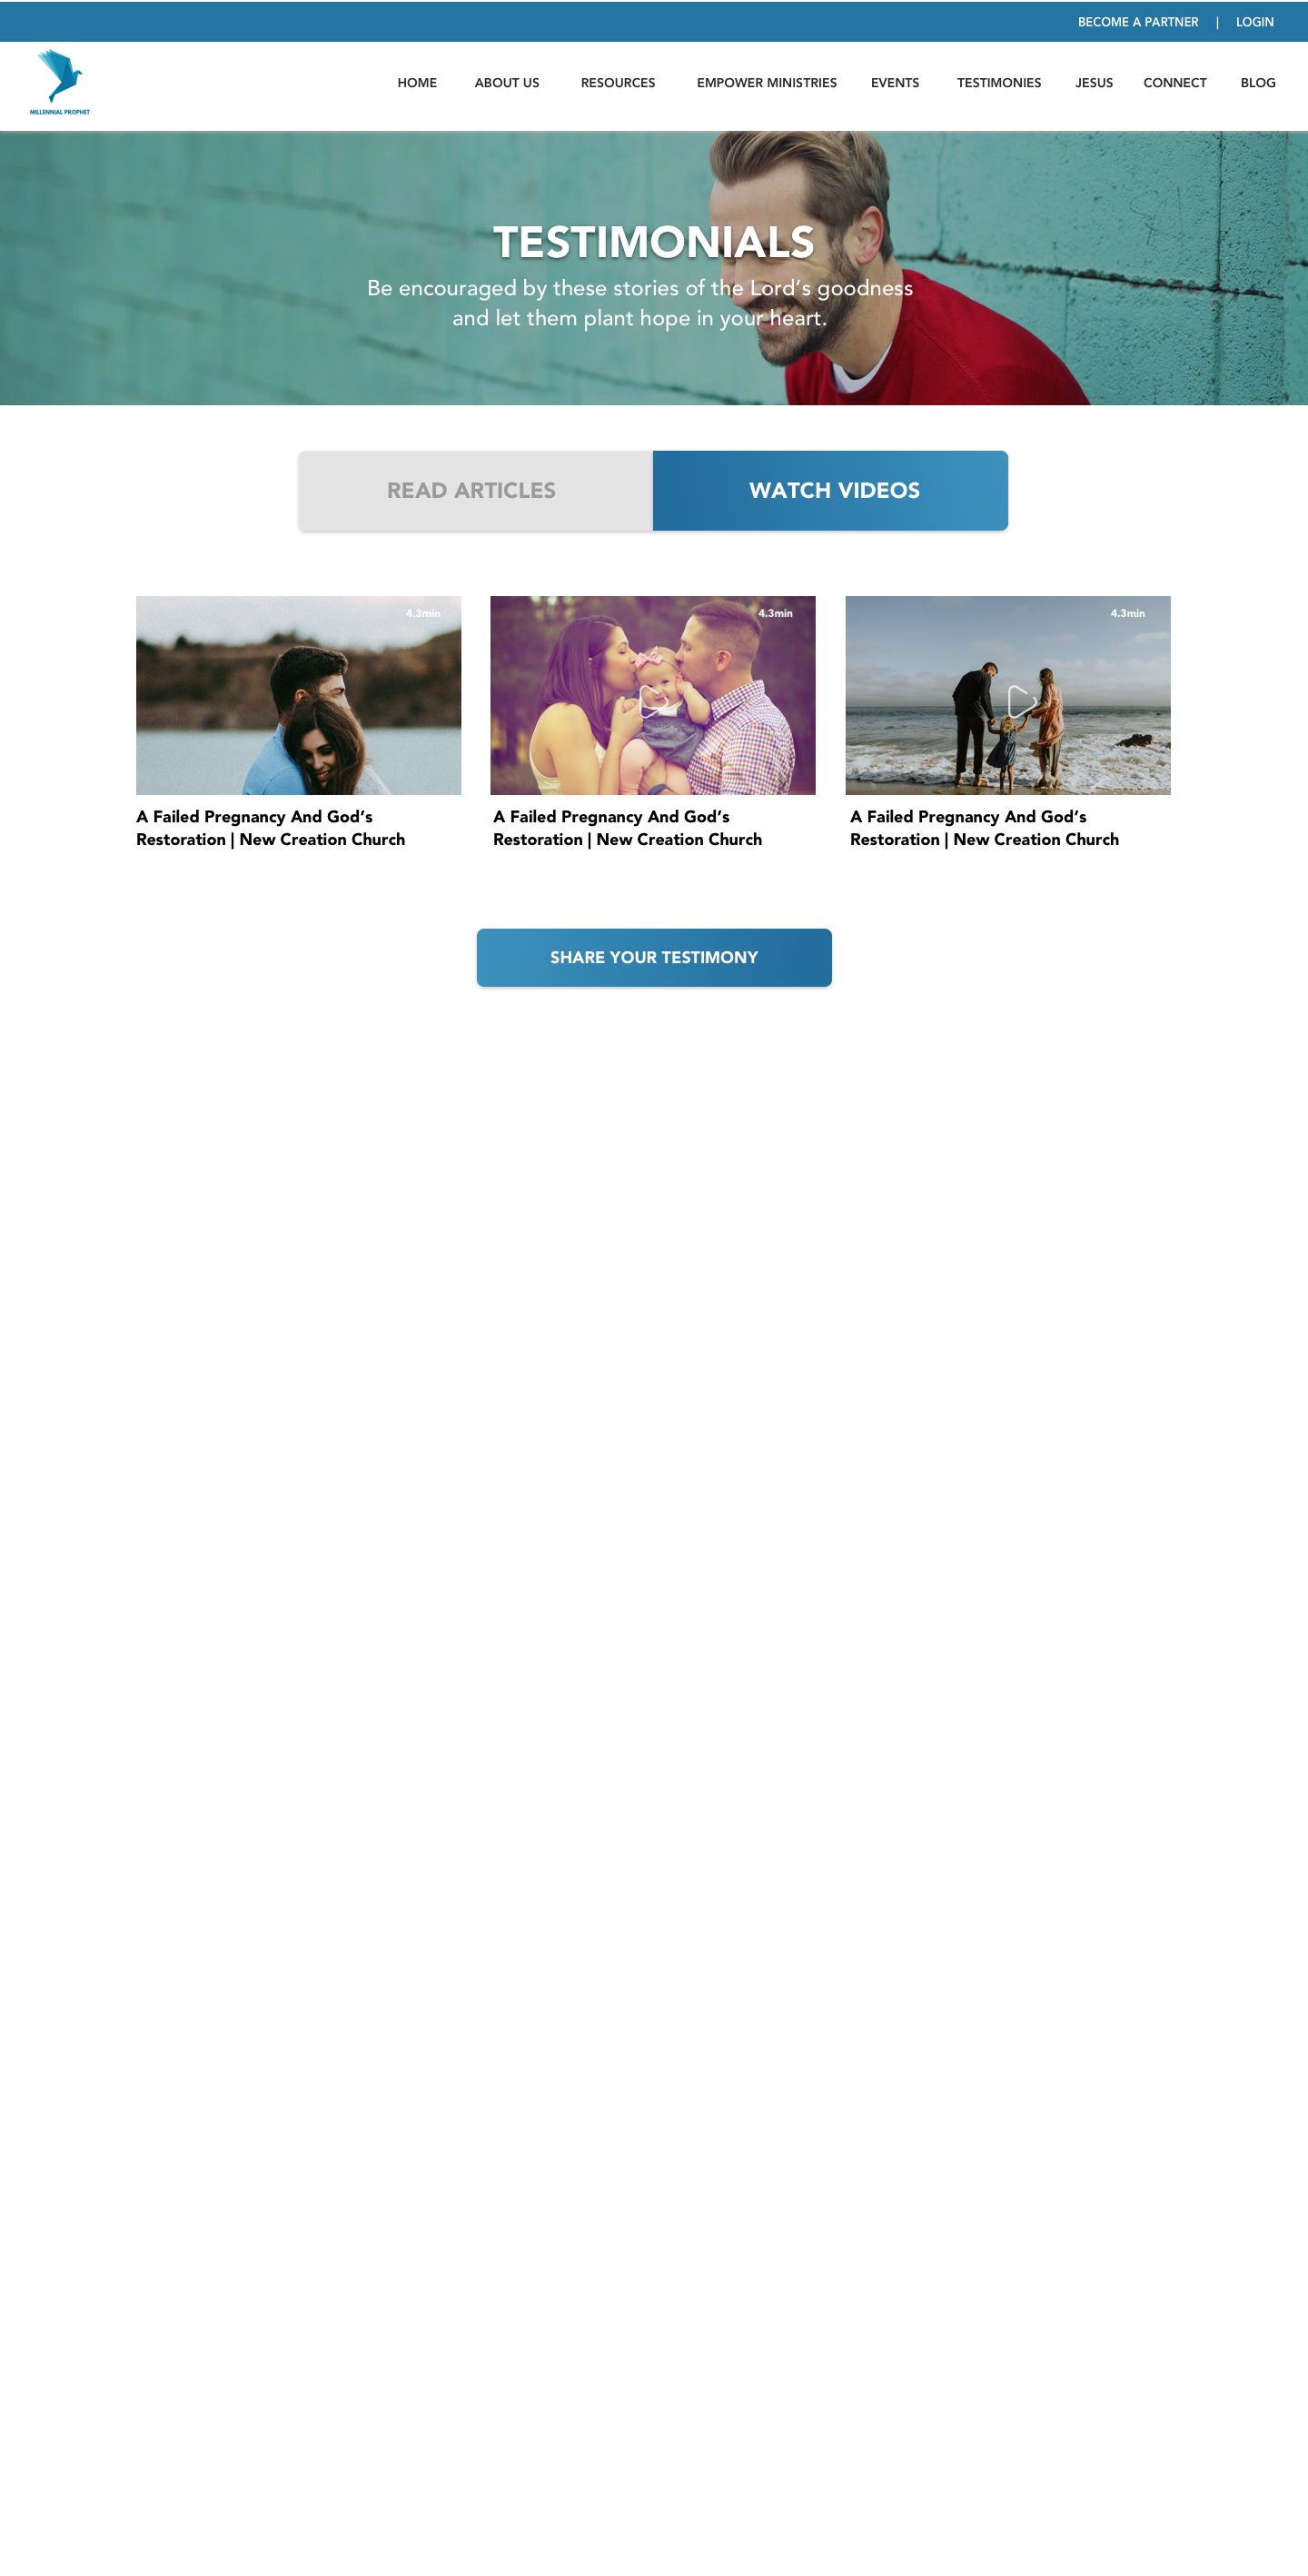 BECOME A PARTNER | LOGIN
MILLENNIAL PROPHET
HOME ABOUT US RESOURCES EMPOWER MINISTRIES EVENTS TESTIMONIES JESUS CONNECT BLOG
TESTIMONIALS
Be encouraged by these stories of the Lord’s goodness
and let them plant hope in your heart.
READ ARTICLES WATCH VIDEOS
4.3min 4.3min 4.3min
A Failed Pregnancy And God’s
Restoration | New Creation Church
A Failed Pregnancy And God’s
Restoration | New Creation Church
A Failed Pregnancy And God’s
Restoration | New Creation Church
SHARE YOUR TESTIMONY